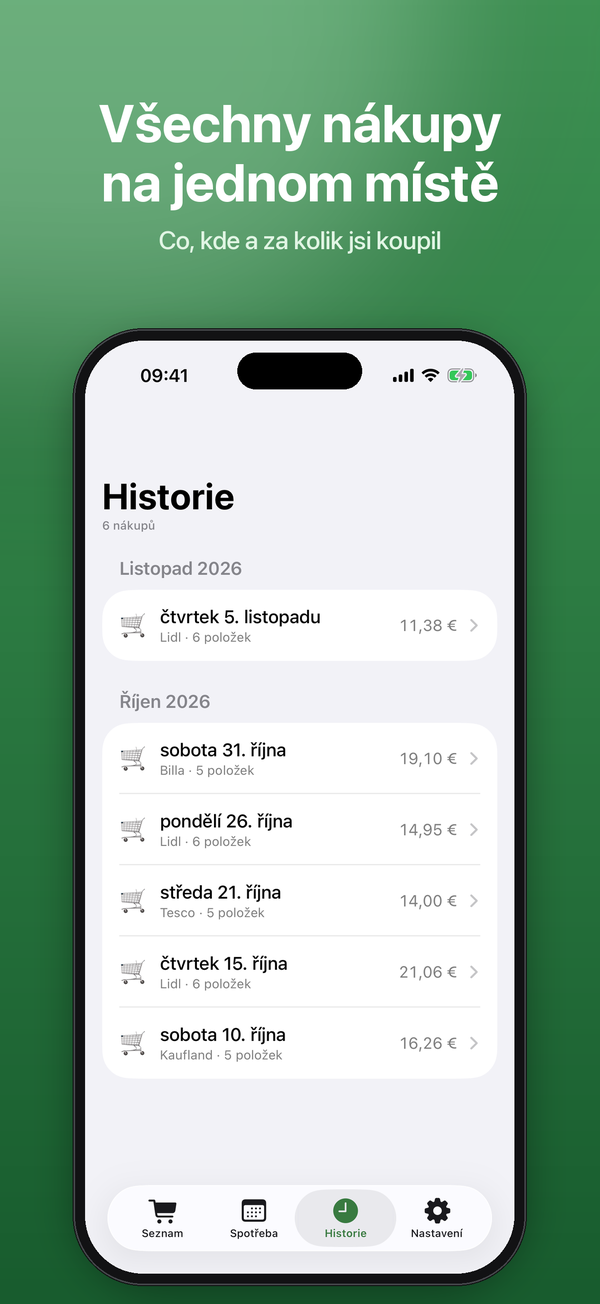 Všechny nákupy
na jednom místě
Co, kde a za kolik jsi koupil
09:41
Historie
6 nákupů
Listopad 2026
čtvrtek 5. listopadu
11,38 €
Lidl · 6 položek
Říjen 2026
sobota 31. října
19,10 €
Billa · 5 položek
pondělí 26. října
14,95 €
Lidl · 6 položek
středa 21. října
14,00 €
Tesco · 5 položek
čtvrtek 15. října
21,06 €
Lidl · 6 položek
sobota 10. října
16,26 €
Kaufland · 5 položek
Seznam
Spotřeba
Historie
Nastavení